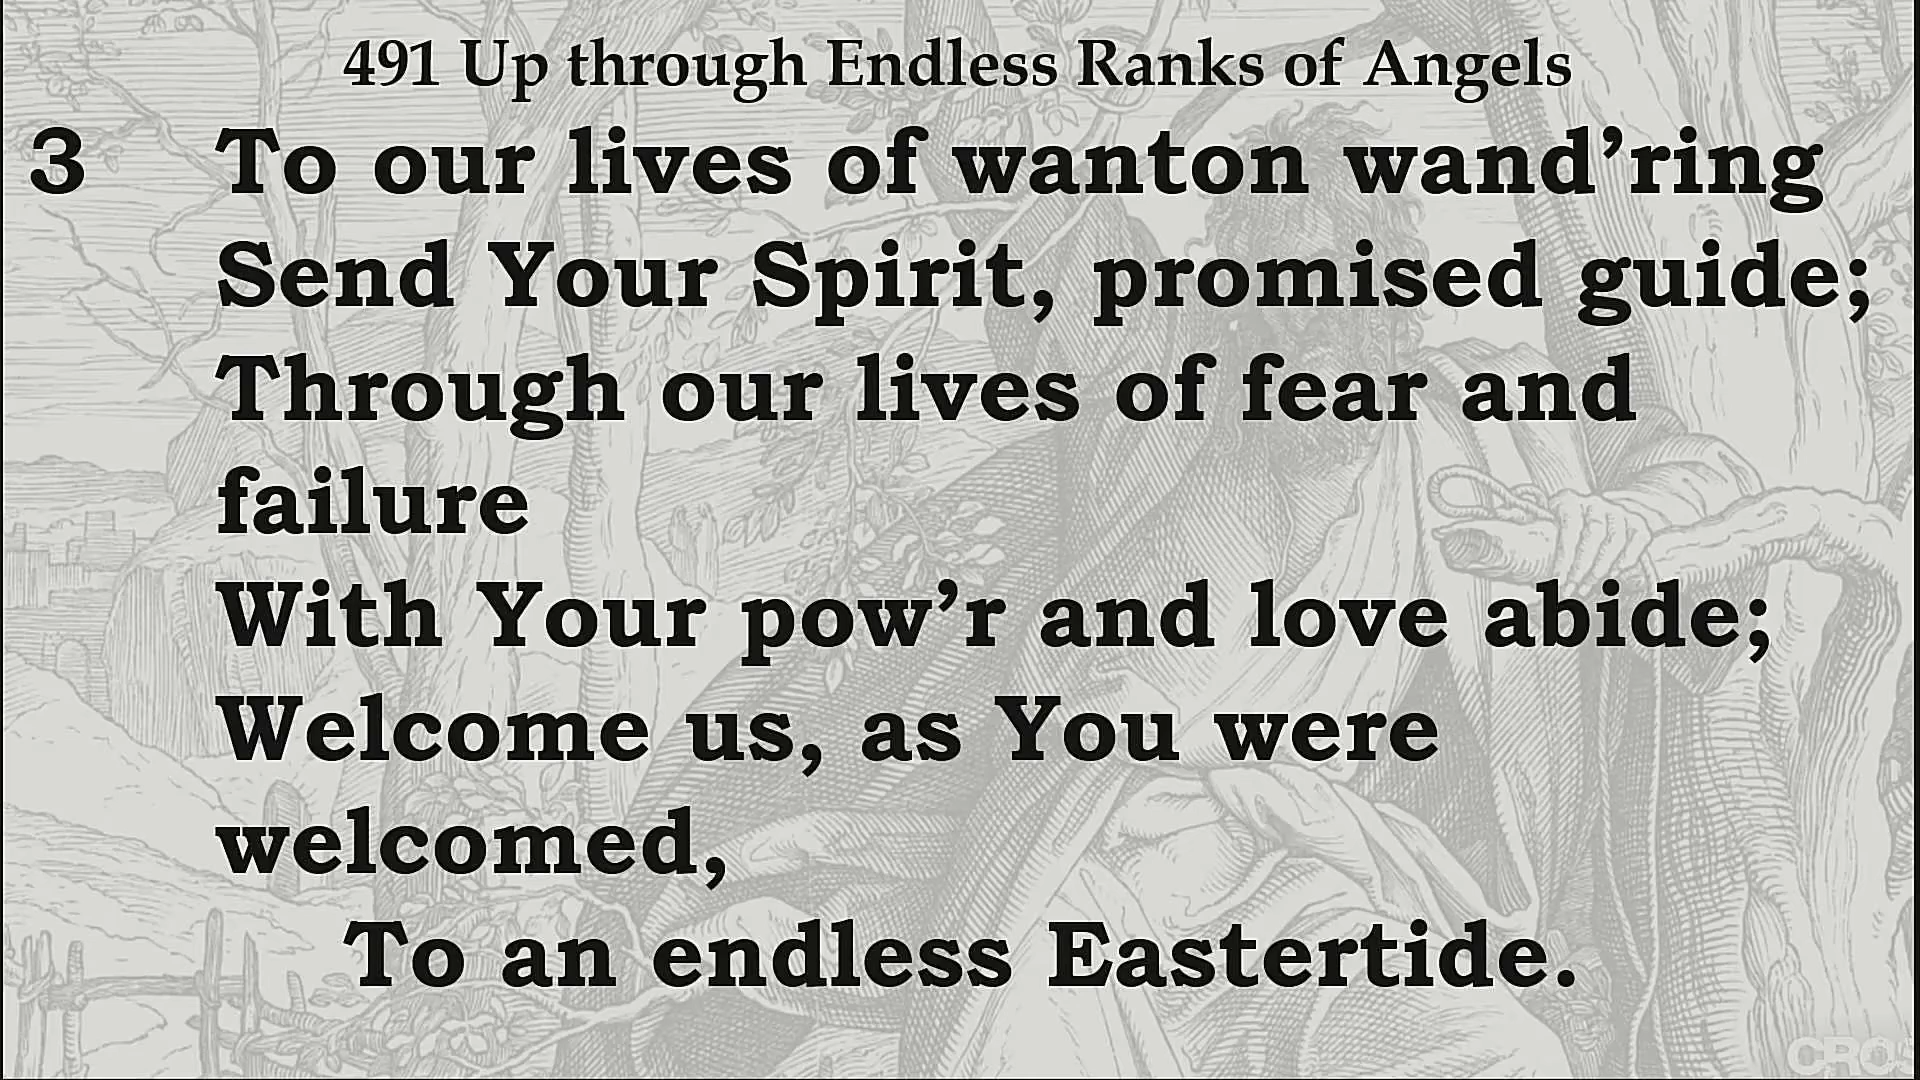 491 Up through Endless Ranks of Angels
3 To our lives of wanton wand’ring
Send Your Spirit, promised guide;
Through our lives of fear and
failure
With Your pow’r and love abide;
Welcome us, as You were
welcomed,
To an endless Eastertide.
CROS